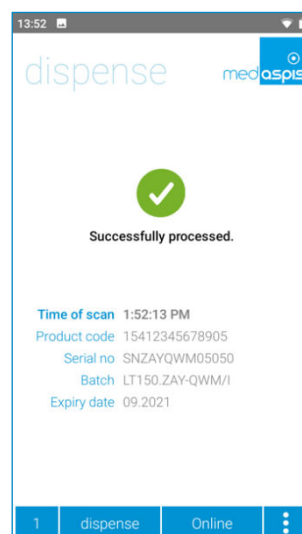 13:52
dispense
medaspis
Successfully processed.
Time of scan 1:52:13 PM
Product code 15412345678905
Serial no SNZAYQWM05050
Batch LT150.ZAY-QWM/I
Expiry date 09.2021
1 dispense Online